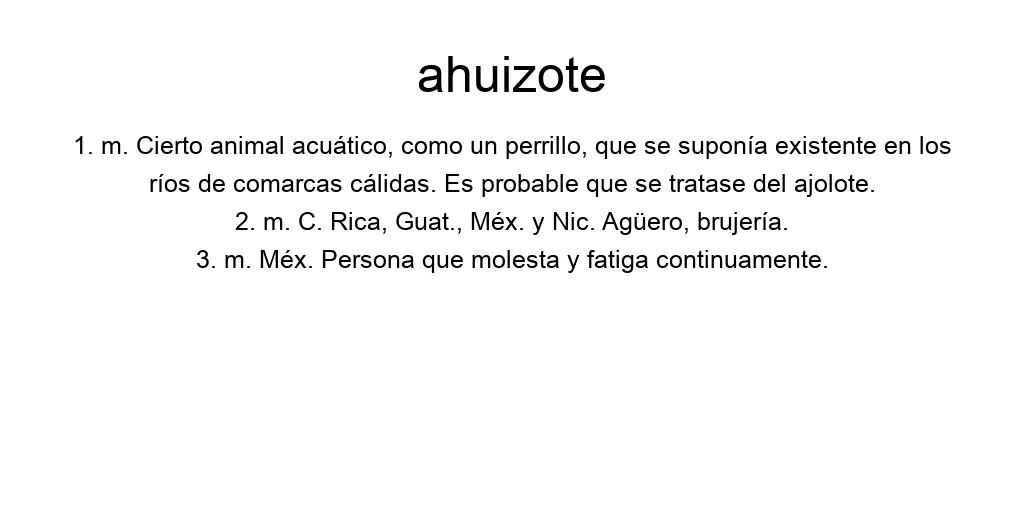 ahuizote
1. m. Cierto animal acuático, como un perrillo, que se suponía existente en los
ríos de comarcas cálidas. Es probable que se tratase del ajolote.
2. m. C. Rica, Guat., Méx. y Nic. Agüero, brujería.
3. m. Méx. Persona que molesta y fatiga continuamente.